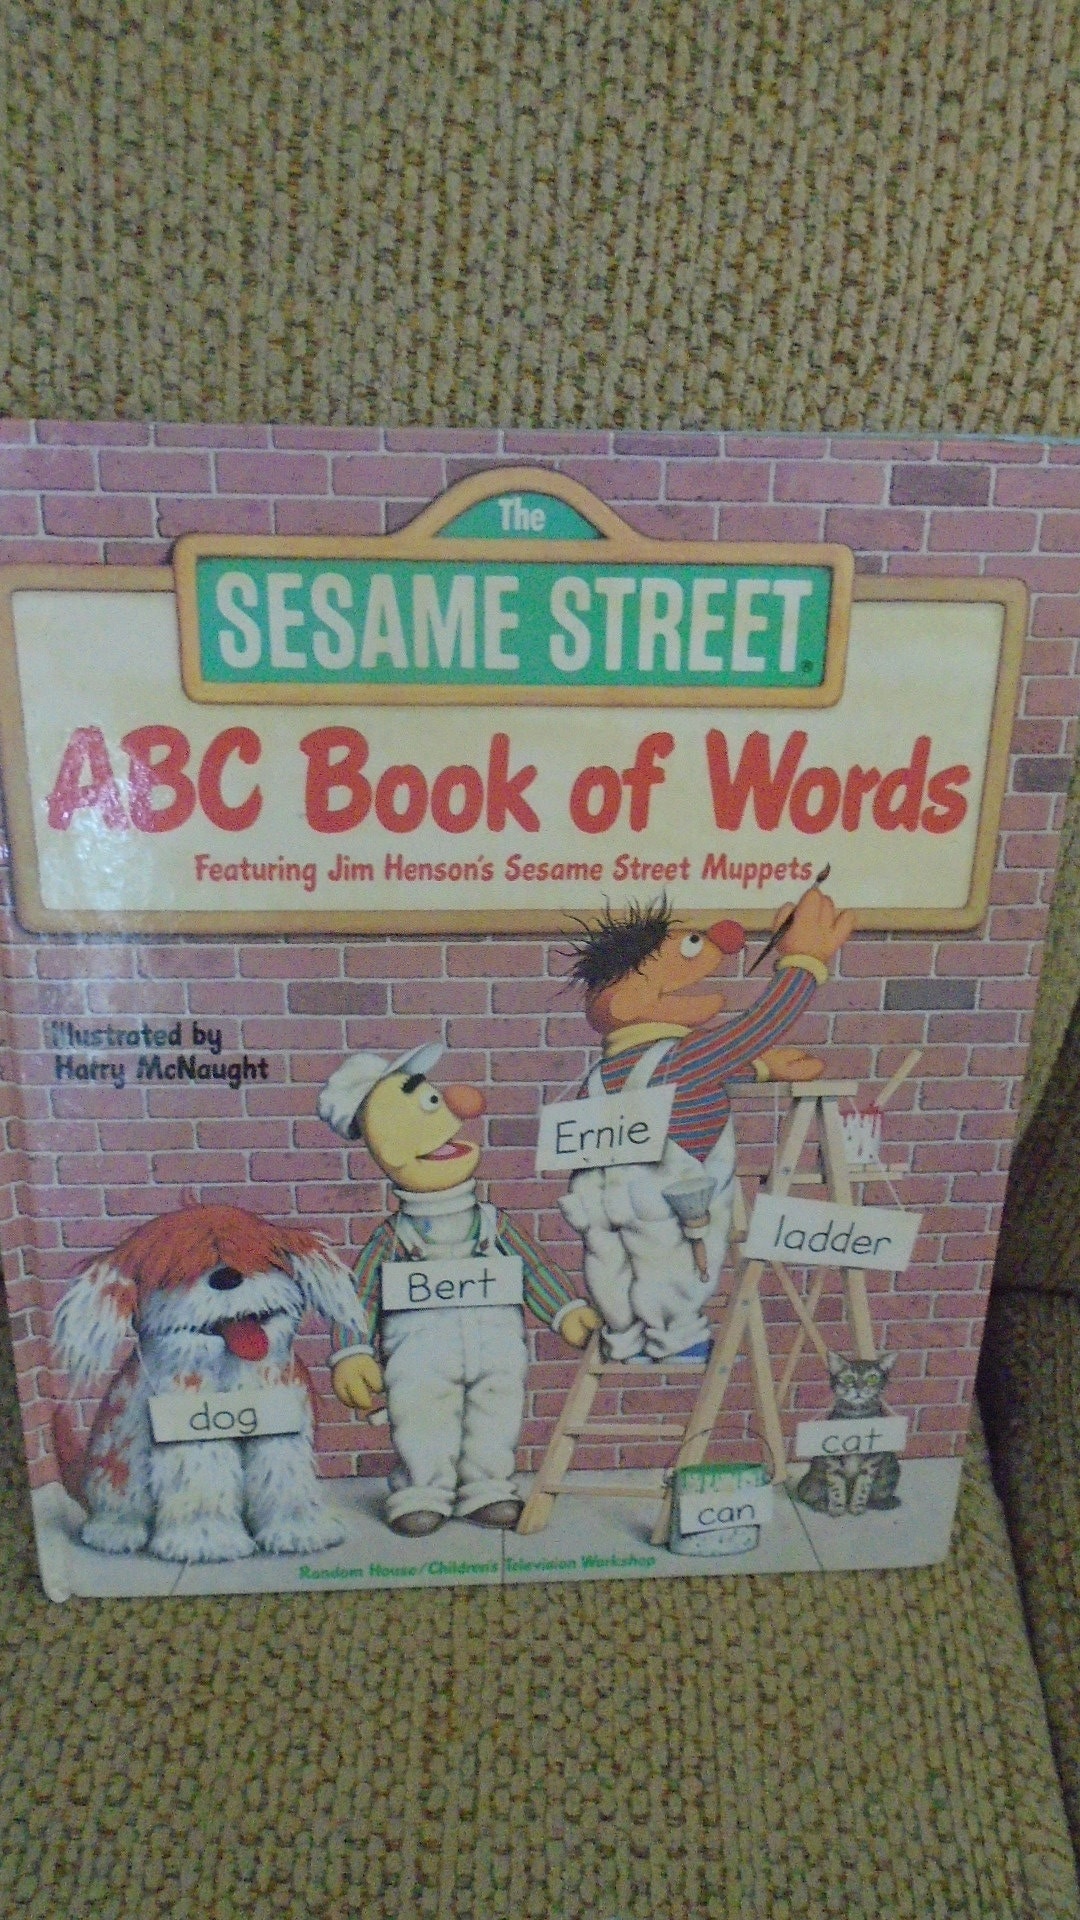 The
SESAME STREET®
ABC Book of Words
Featuring Jim Henson's Sesame Street Muppets
Illustrated by
Harry McNaught
Ernie
ladder
Bert
dog
cat
can
Random House/Children's Television Workshop